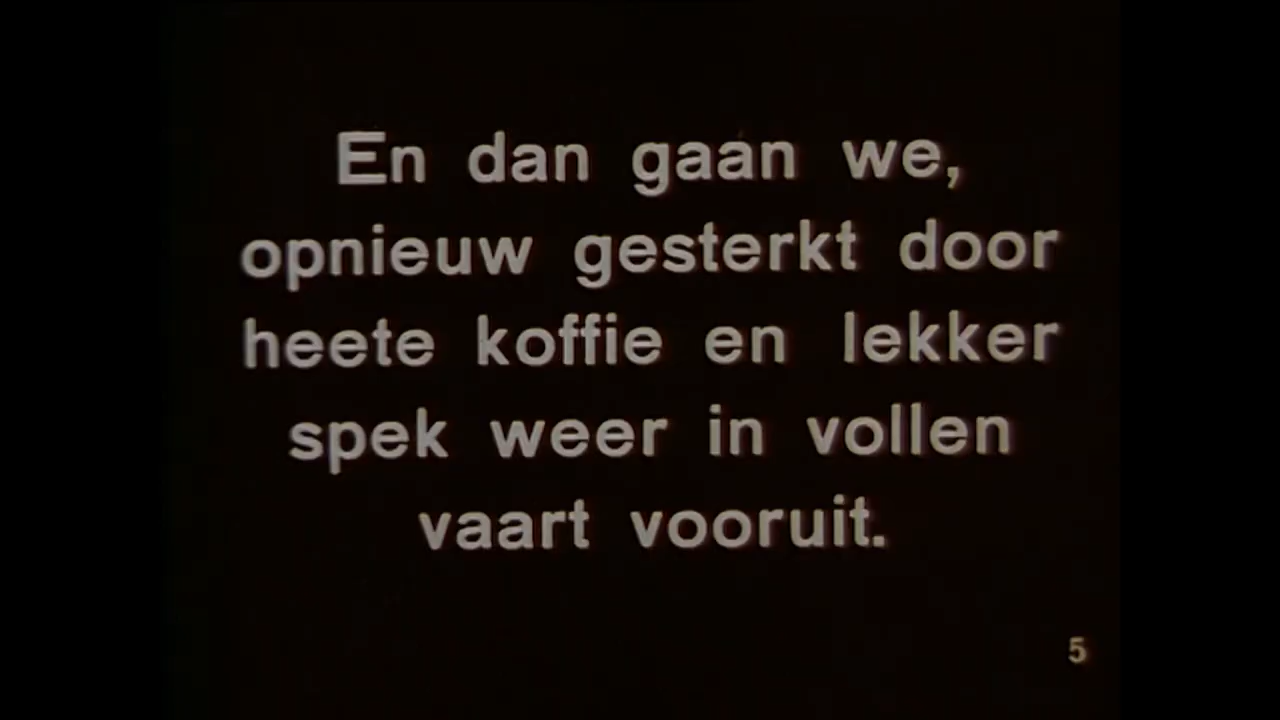 En dan gaan we,
opnieuw gesterkt door
heete koffie en lekker
spek weer in vollen
vaart vooruit.
5